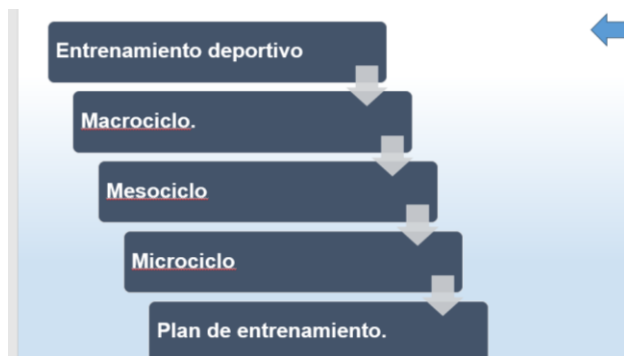 Entrenamiento deportivo
Macrociclo.
Mesociclo
Microciclo
Plan de entrenamiento.